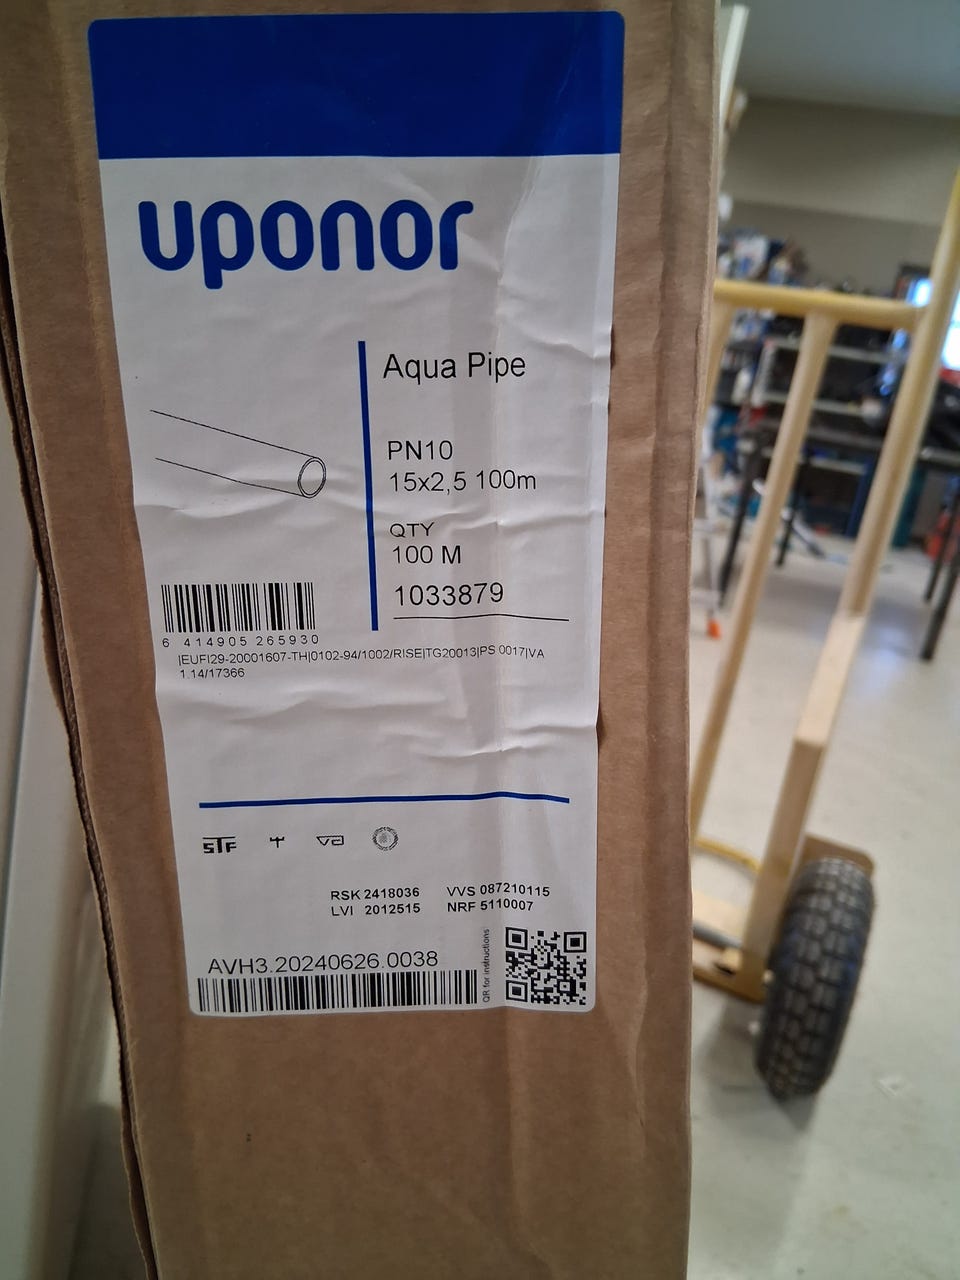 uponor
Aqua Pipe
PN10
15x2,5 100m
QTY
100 M
1033879
6 414905 265930
|EUFI29-20001607-TH|0102-94/1002/RISE|TG20013|PS 0017|VA
1.14/17366
STF
va
RSK 2418036 VVS 087210115
LVI 2012515 NRF 5110007
QR for instructions
AVH3.20240626.0038